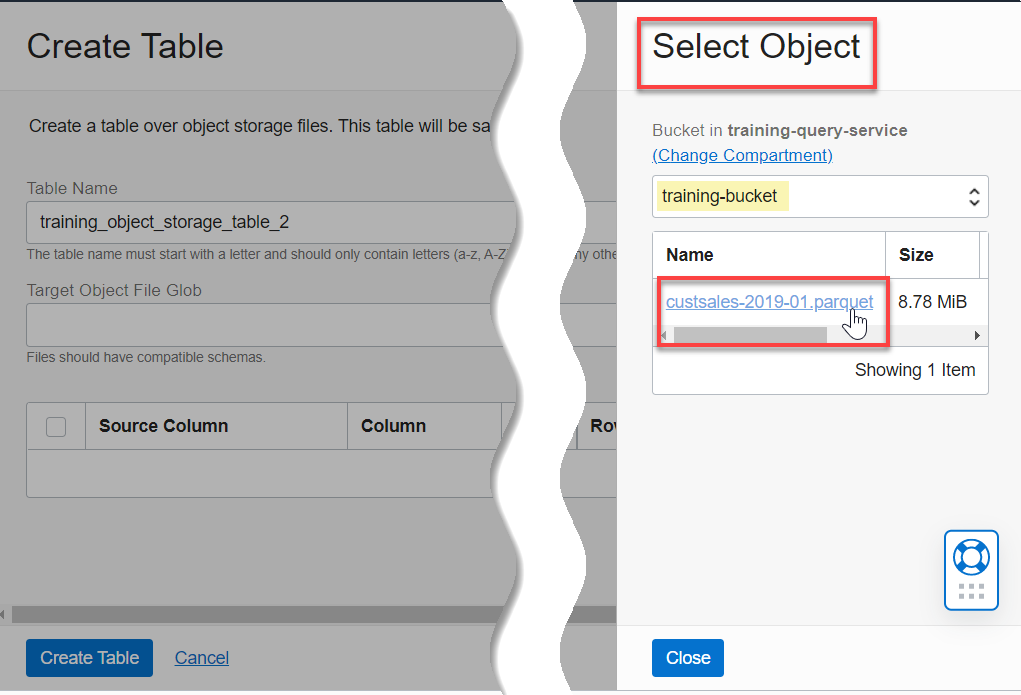 Create Table
Create a table over object storage files. This table will be sa
Table Name
training_object_storage_table_2
The table name must start with a letter and should only contain letters (a-z, A-Z
ny othe
Target Object File Glob
Files should have compatible schemas.
Source Column
Column
Create Table
Cancel
Select Object
Bucket in training-query-service
(Change Compartment)
training-bucket
Name
Size
custsales-2019-01.parquet
8.78 MiB
Showing 1 Item
Close